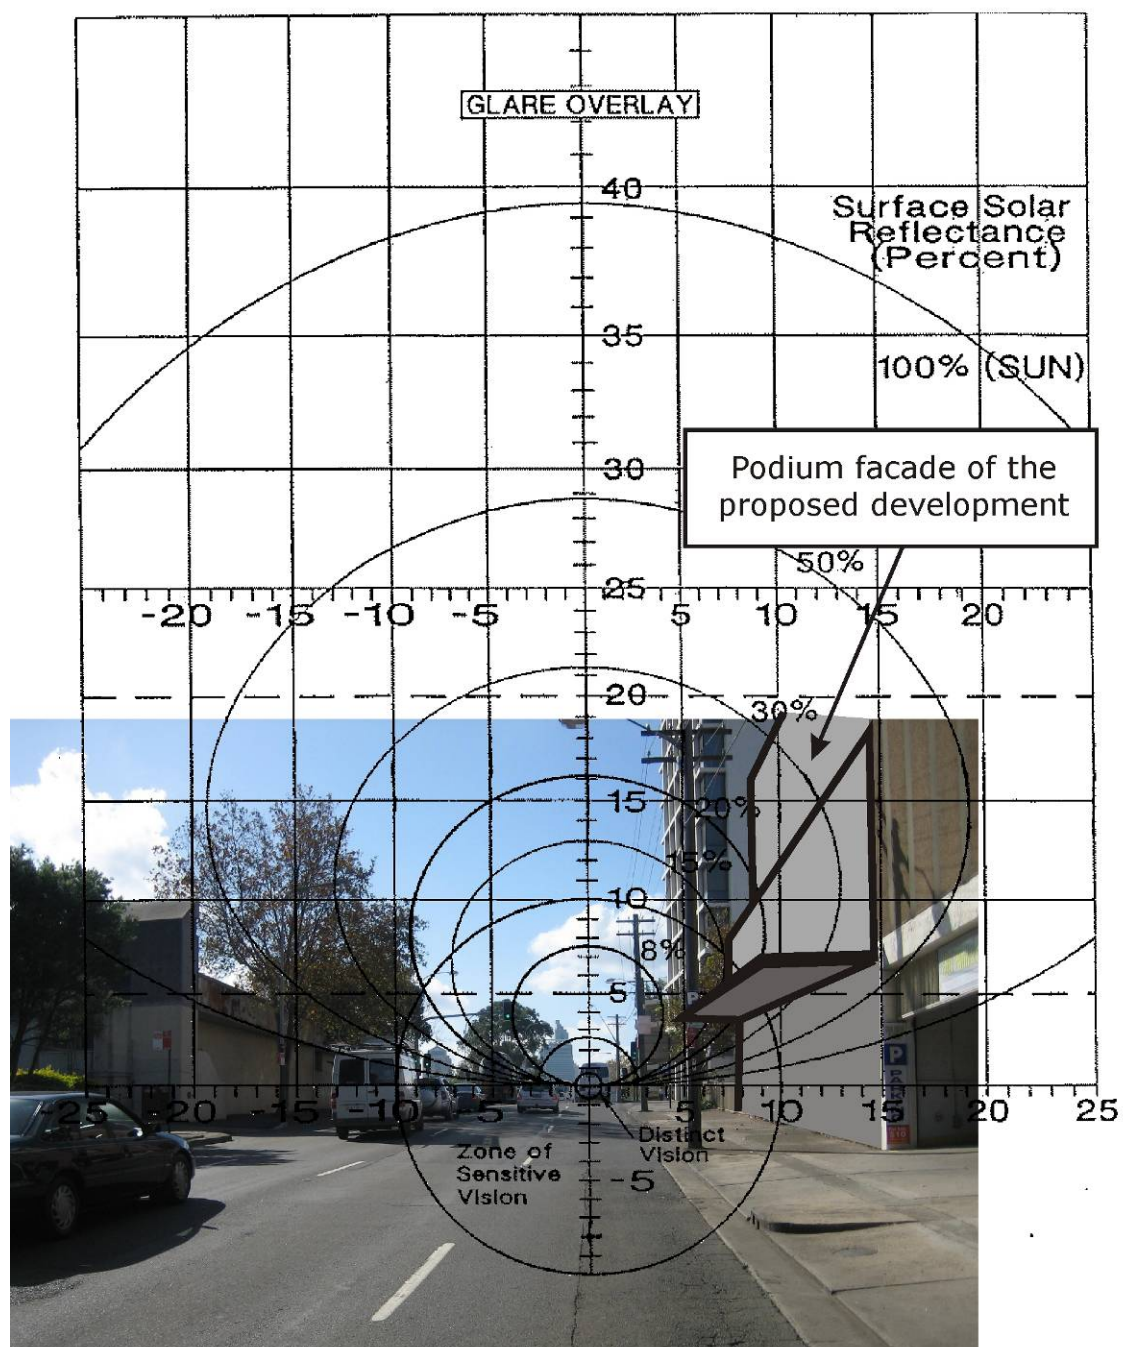 GLARE OVERLAY
40
Surface Solar
Reflectance
(Percent)
35
100% (SUN)
30
Podium facade of the
proposed development
50%
25
-20 -15 -10 -5 5 10 15 20
20
30%
15
20%
15%
10
8%
5
P
P
PARK
-25 -20 -15 -10 -5 5 10 15 20 25
Distinct
Vision
Zone of
Sensitive
Vision
-5